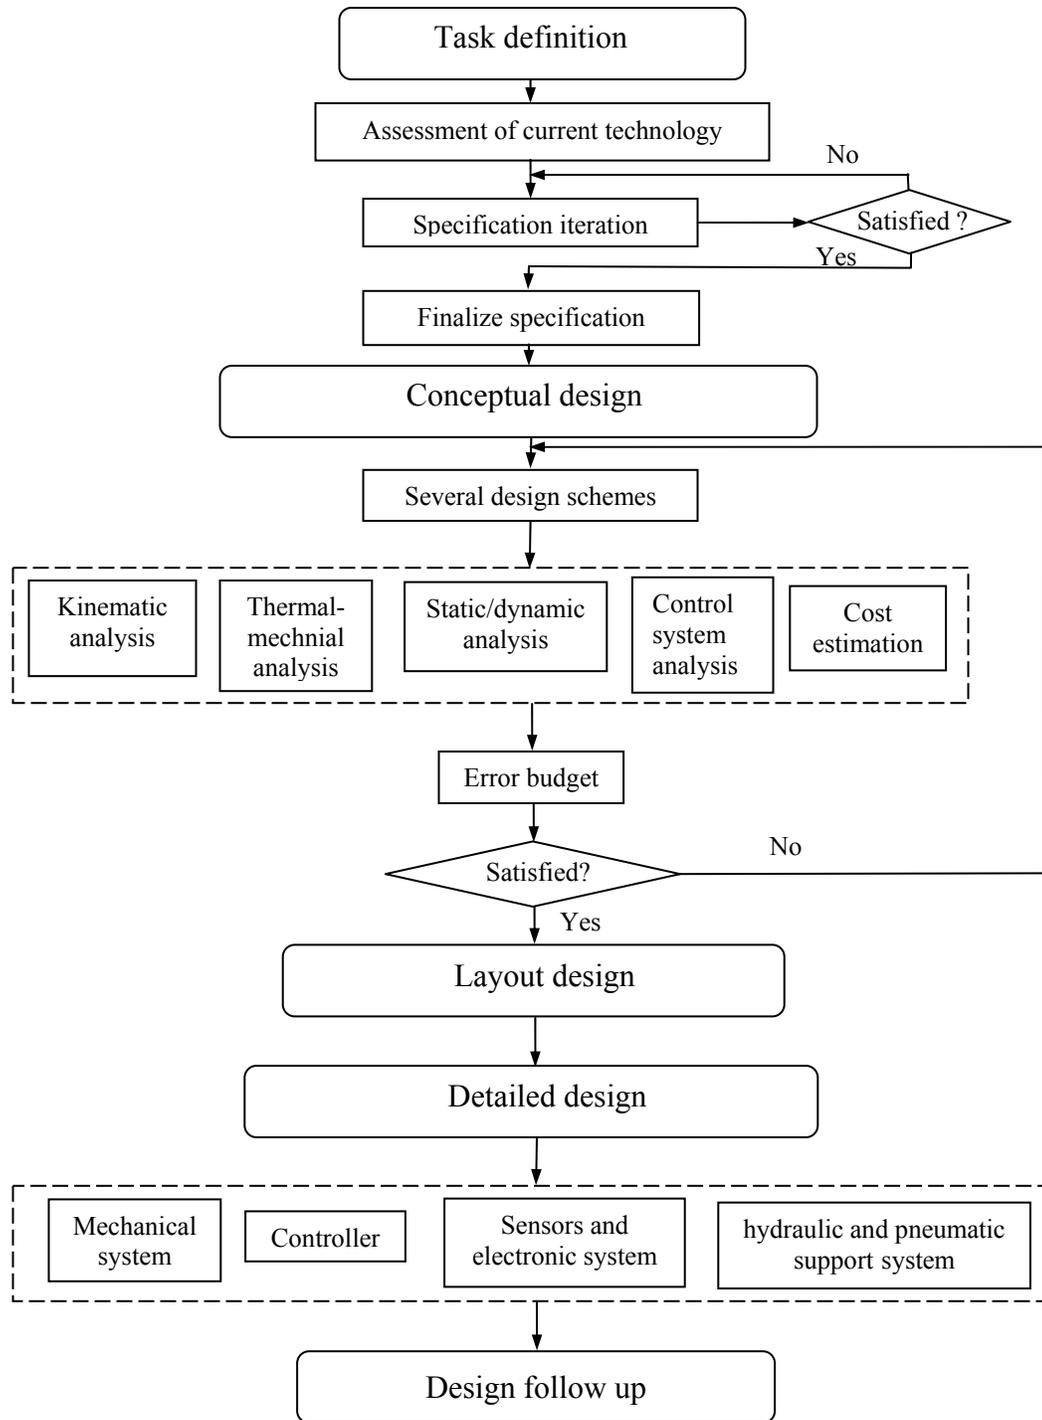 Task definition
Assessment of current technology
No
Specification iteration
Satisfied ?
Yes
Finalize specification
Conceptual design
Several design schemes
Kinematic
analysis
Thermal-
mechnial
analysis
Static/dynamic
analysis
Control
system
analysis
Cost
estimation
Error budget
No
Satisfied?
Yes
Layout design
Detailed design
Mechanical
system
Controller
Sensors and
electronic system
hydraulic and pneumatic
support system
Design follow up